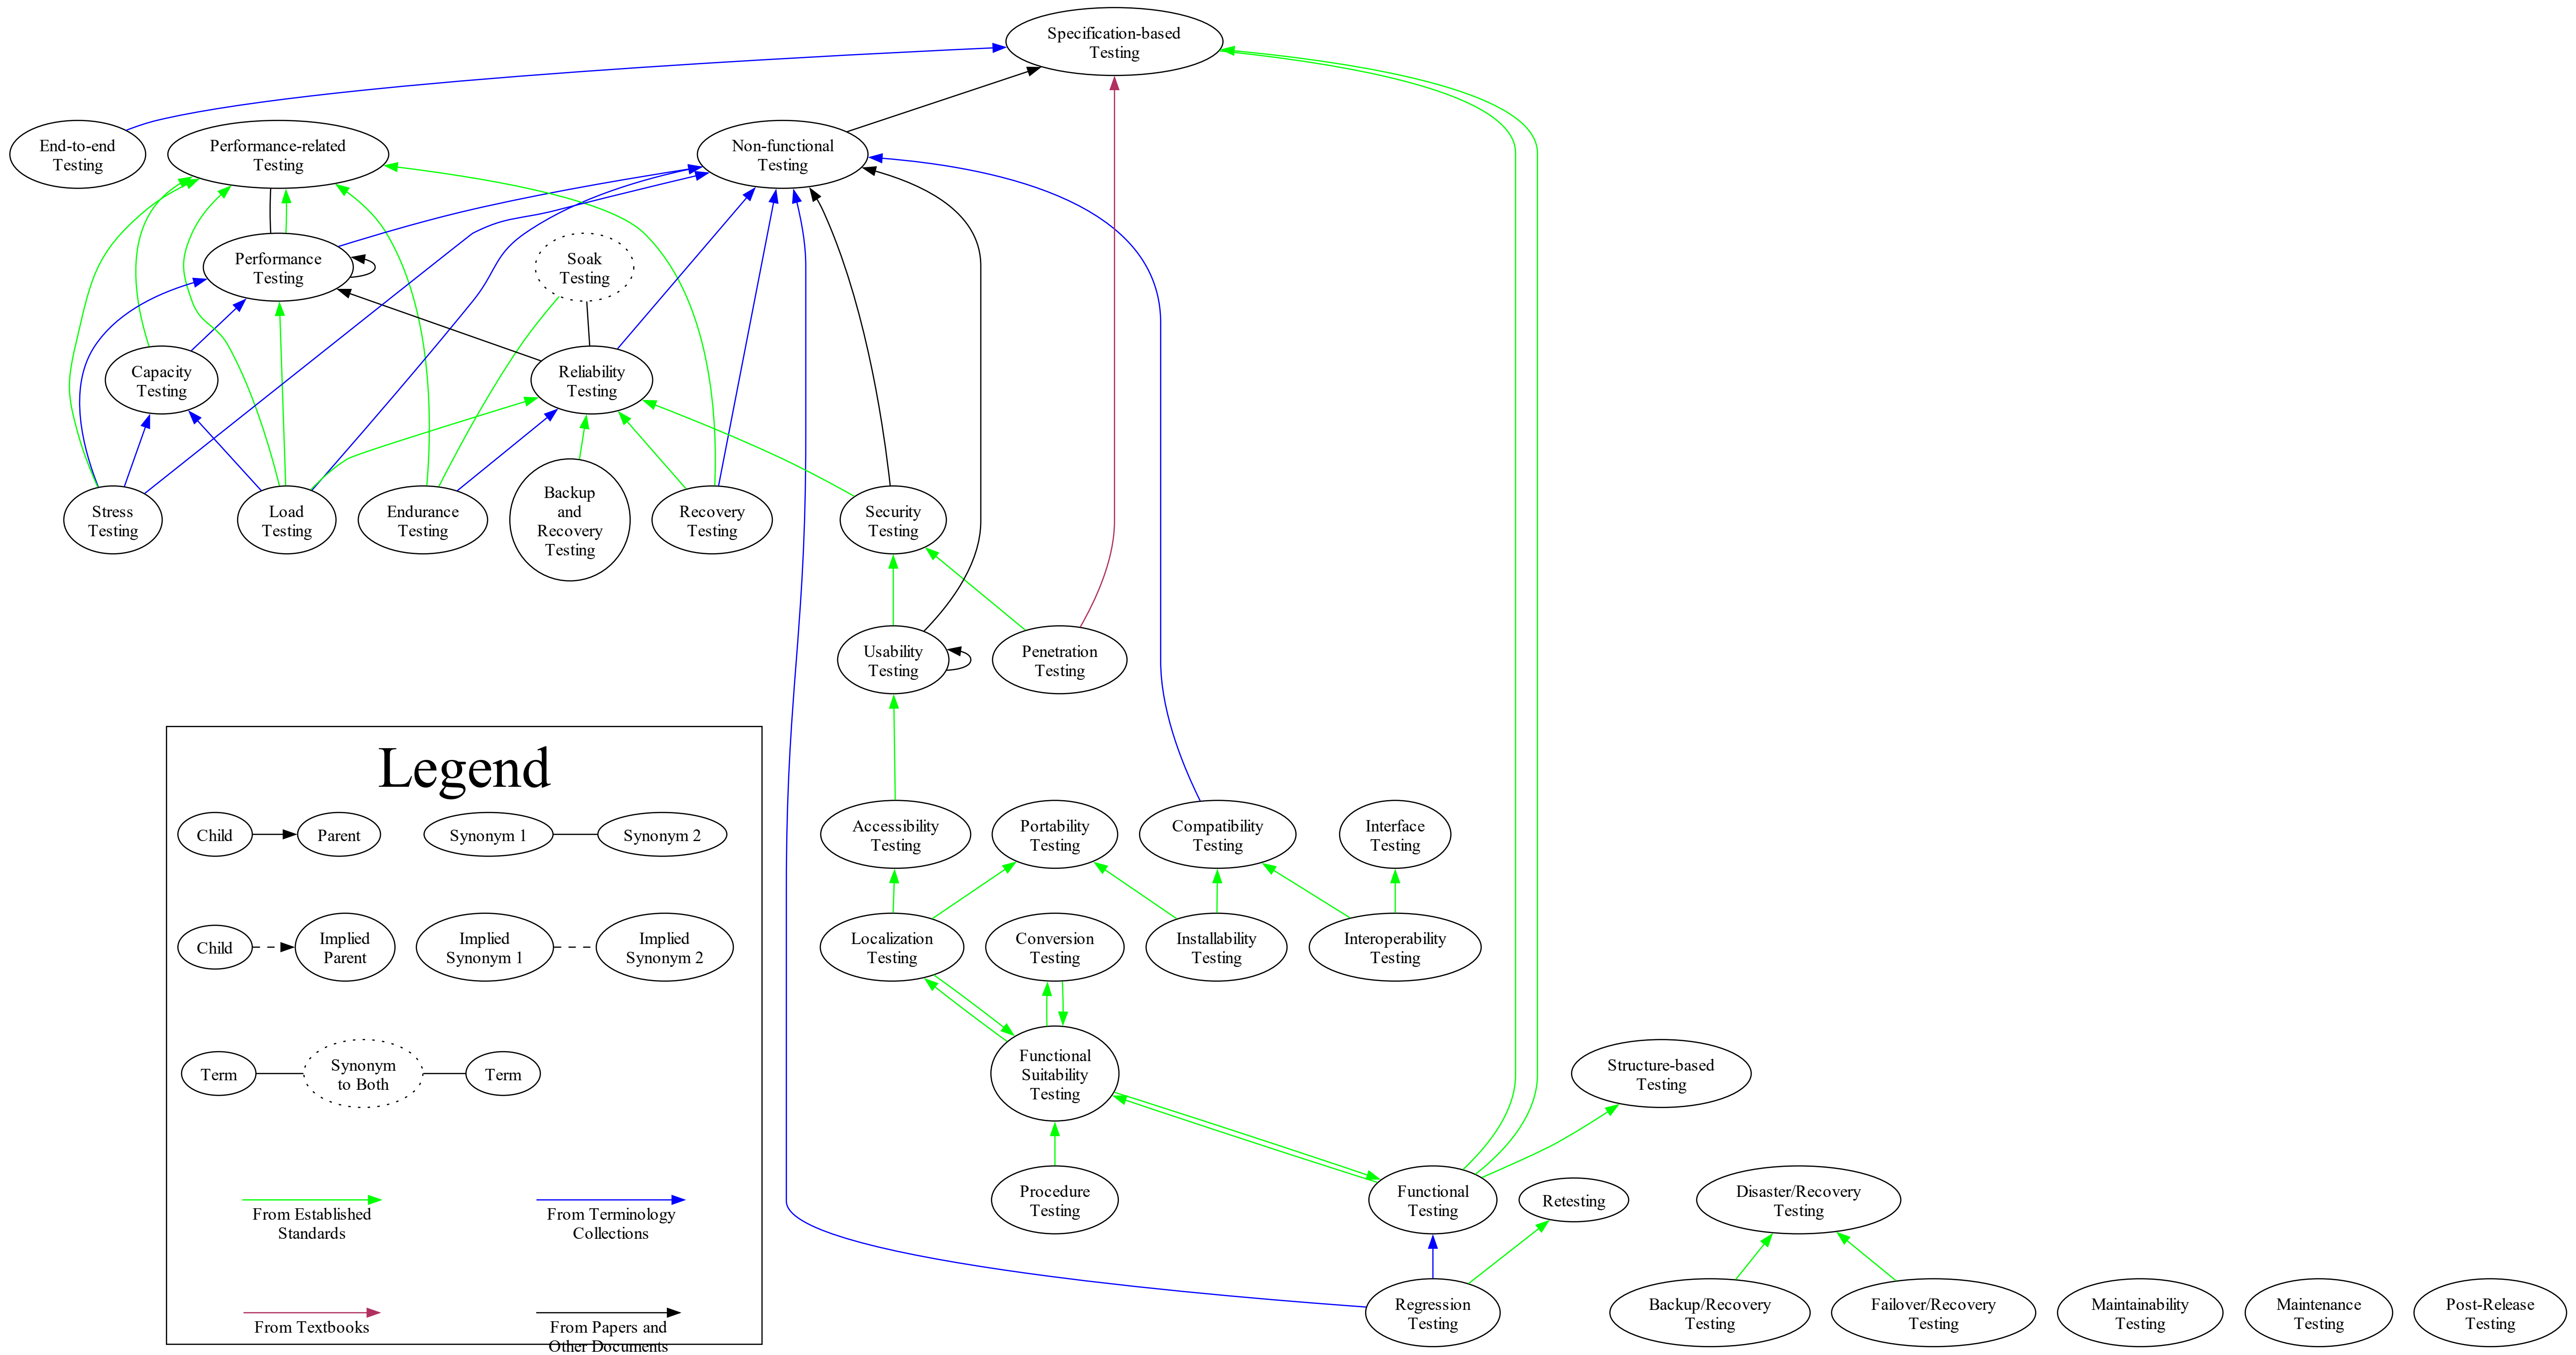 Specification-based
Testing
End-to-end
Testing
Performance-related
Testing
Non-functional
Testing
Performance
Testing
Soak
Testing
Capacity
Testing
Reliability
Testing
Stress
Testing
Load
Testing
Endurance
Testing
Backup
and
Recovery
Testing
Recovery
Testing
Security
Testing
Usability
Testing
Penetration
Testing
Legend
Child
Parent
Synonym 1
Synonym 2
Child
Implied
Parent
Implied
Synonym 1
Implied
Synonym 2
Term
Synonym
to Both
Term
From Established
Standards
From Terminology
Collections
From Textbooks
From Papers and
Other Documents
Accessibility
Testing
Portability
Testing
Compatibility
Testing
Interface
Testing
Localization
Testing
Conversion
Testing
Installability
Testing
Interoperability
Testing
Functional
Suitability
Testing
Structure-based
Testing
Procedure
Testing
Functional
Testing
Retesting
Disaster/Recovery
Testing
Regression
Testing
Backup/Recovery
Testing
Failover/Recovery
Testing
Maintainability
Testing
Maintenance
Testing
Post-Release
Testing